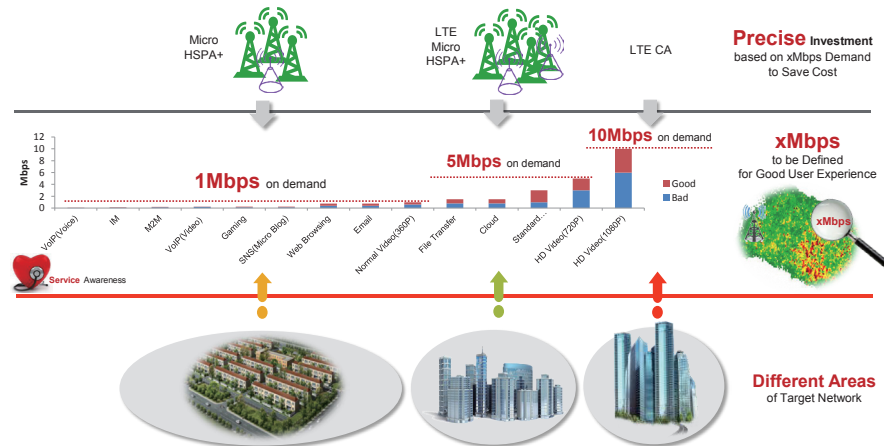 Micro
HSPA+
LTE
Micro
HSPA+
LTE CA
Precise Investment
based on xMbps Demand
to Save Cost
Mbps
12
10
8
6
4
2
0
1Mbps on demand
5Mbps on demand
10Mbps on demand
Good
Bad
VoIP(Voice)
IM
M2M
VoIP(Video)
Gaming
SNS(Micro Blog)
Web Browsing
Email
Normal Video(360P)
File Transfer
Cloud
Standard…
HD Video(720P)
HD Video(1080P)
xMbps
to be Defined
for Good User Experience
xMbps
Service Awareness
Different Areas
of Target Network